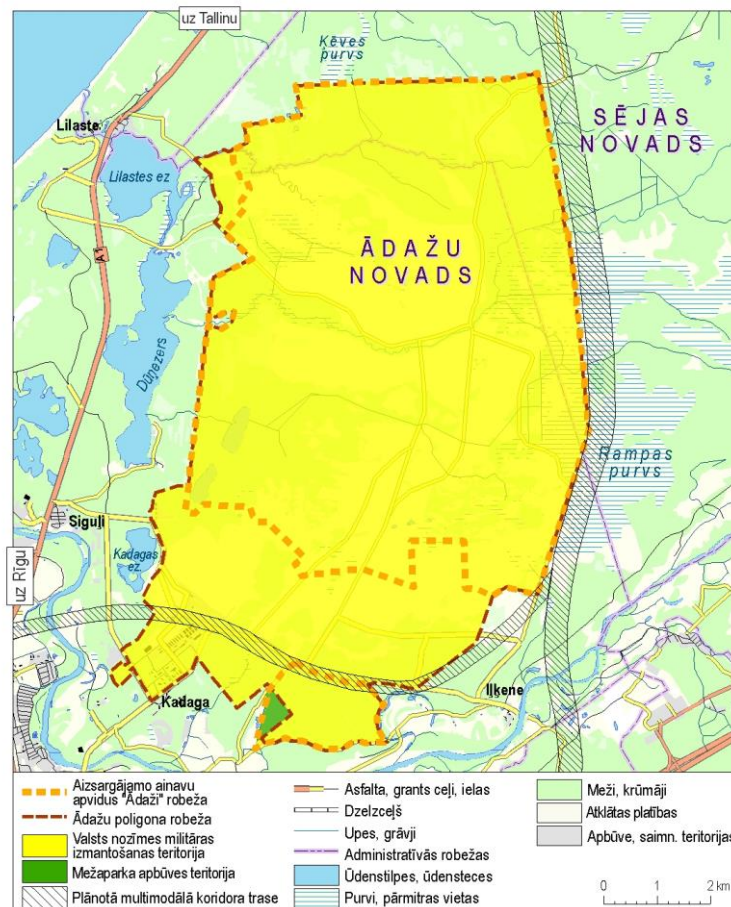 uz Tallinu
Ķēves
purvs
SĒJAS
NOVADS
Lilaste
Lilastes ez.
A1
ĀDAŽU
NOVADS
Dūņezers
Rampas
purvs
Siguļi
Kadagas
ez.
uz Rīgu
Kadaga
Iļķene
Aizsargājamo ainavu
apvidus "Ādaži" robeža
Ādažu poligona robeža
Valsts nozīmes militāras
izmantošanas teritorija
Mežaparka apbūves teritorija
Plānotā multimodālā koridora trase
Asfalta, grants ceļi, ielas
Dzelzceļš
Upes, grāvji
Administratīvās robežas
Ūdenstilpes, ūdensteces
Purvi, pārmitras vietas
Meži, krūmāji
Atklātas platības
Apbūve, saimn. teritorijas
0 1 2 km